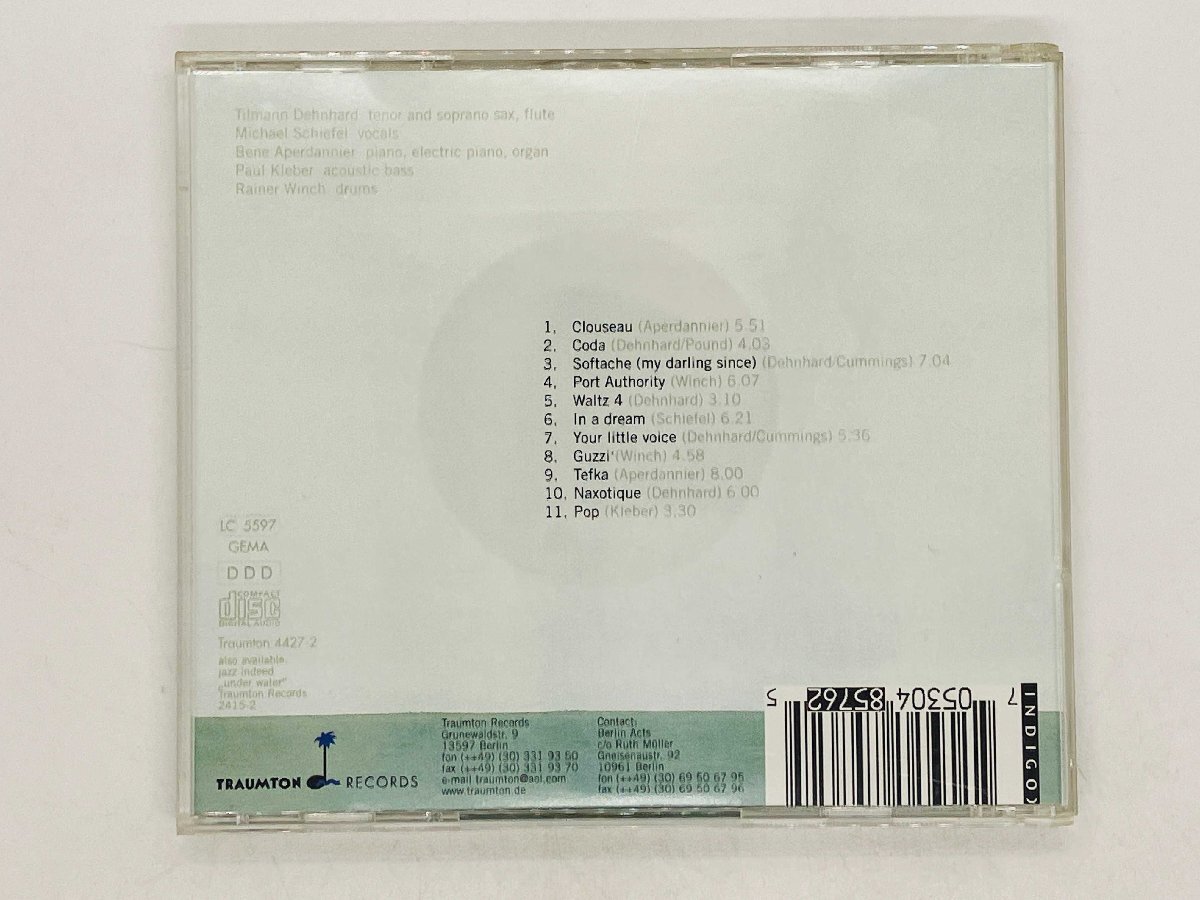 Tilmann Dehnhard tenor and soprano sax, flute
Michael Schiefel vocals
Bene Aperdannier piano, electric piano, organ
Paul Kleber acoustic bass
Rainer Winch drums
1. Clouseau (Aperdannier) 5.51
2. Coda (Dehnhard/Pound) 4.03
3. Softache (my darling since) (Dehnhard/Cummings) 7.04
4. Port Authority (Winch) 6.07
5. Waltz 4 (Dehnhard) 3.10
6. In a dream (Schiefel) 6.21
7. Your little voice (Dehnhard/Cummings) 5.36
8. Guzzi (Winch) 4.58
9. Tefka (Aperdannier) 8.00
10. Naxotique (Dehnhard) 6.00
11. Pop (Kleber) 3.30
LC 5597
GEMA
DDD
COMPACT
disc
DIGITAL AUDIO
Traumton 4427-2
also available:
jazz indeed
„under water"
Traumton Records
2415-2
TRAUMTON RECORDS
Traumton Records
Grunewaldstr. 9
13597 Berlin
fon (++49) (30) 331 93 50
fax (++49) (30) 331 93 70
e-mail traumton@aol.com
www.traumton.de
Contact:
Berlin Acts
c/o Ruth Müller
Gneisenaustr. 92
10961 Berlin
fon (++49) (30) 69 50 67 95
fax (++49) (30) 69 50 67 96
7 05304 85762 5
INDIGO